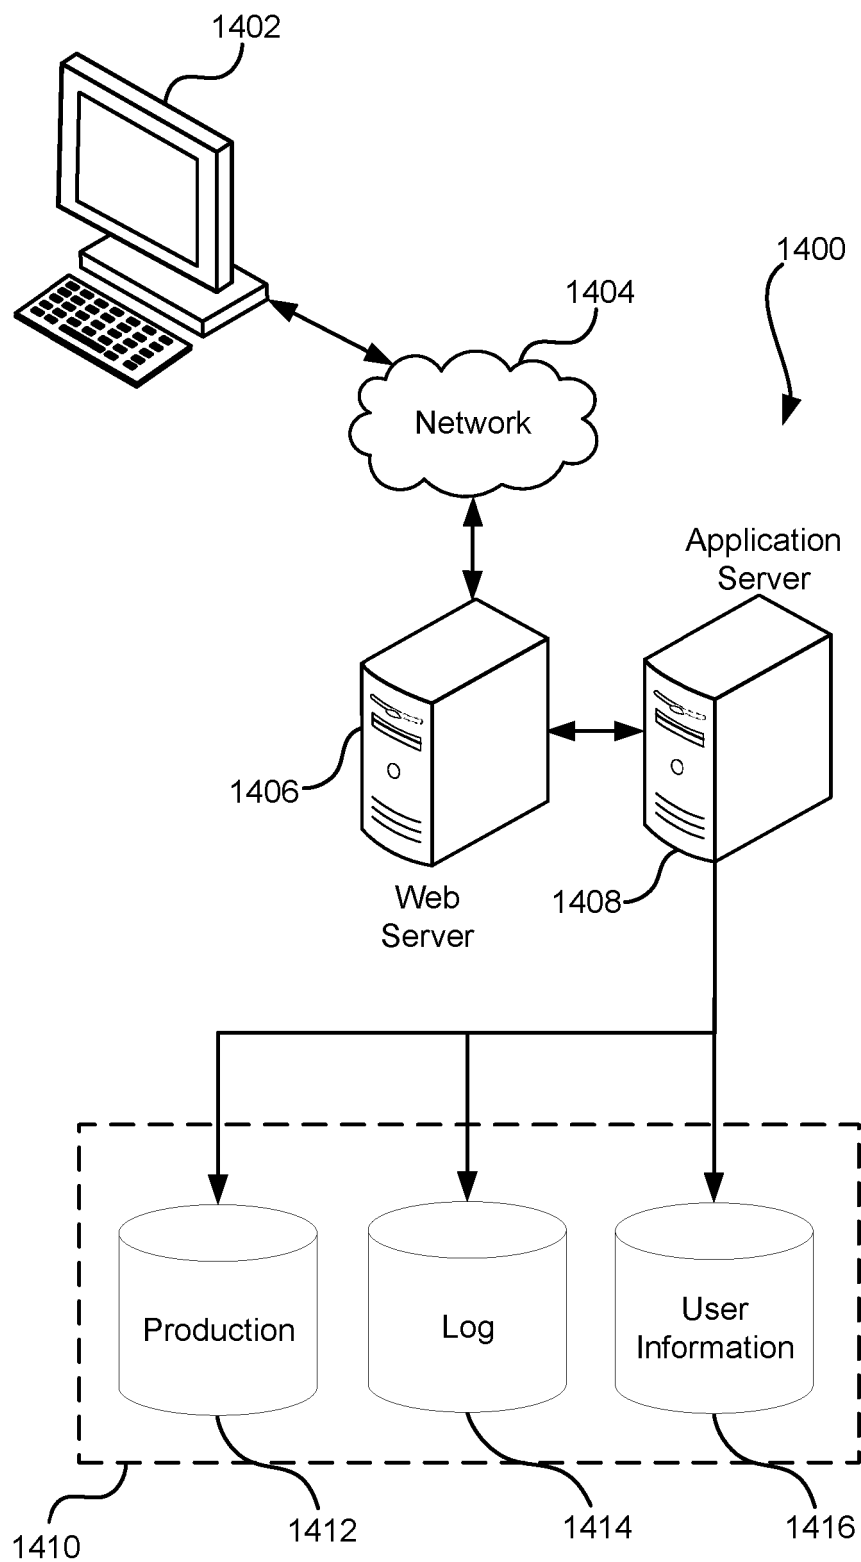 1402
1400
1404
Network
Application
Server
1406
1408
Web
Server
Production
Log
User
Information
1410
1412
1414
1416